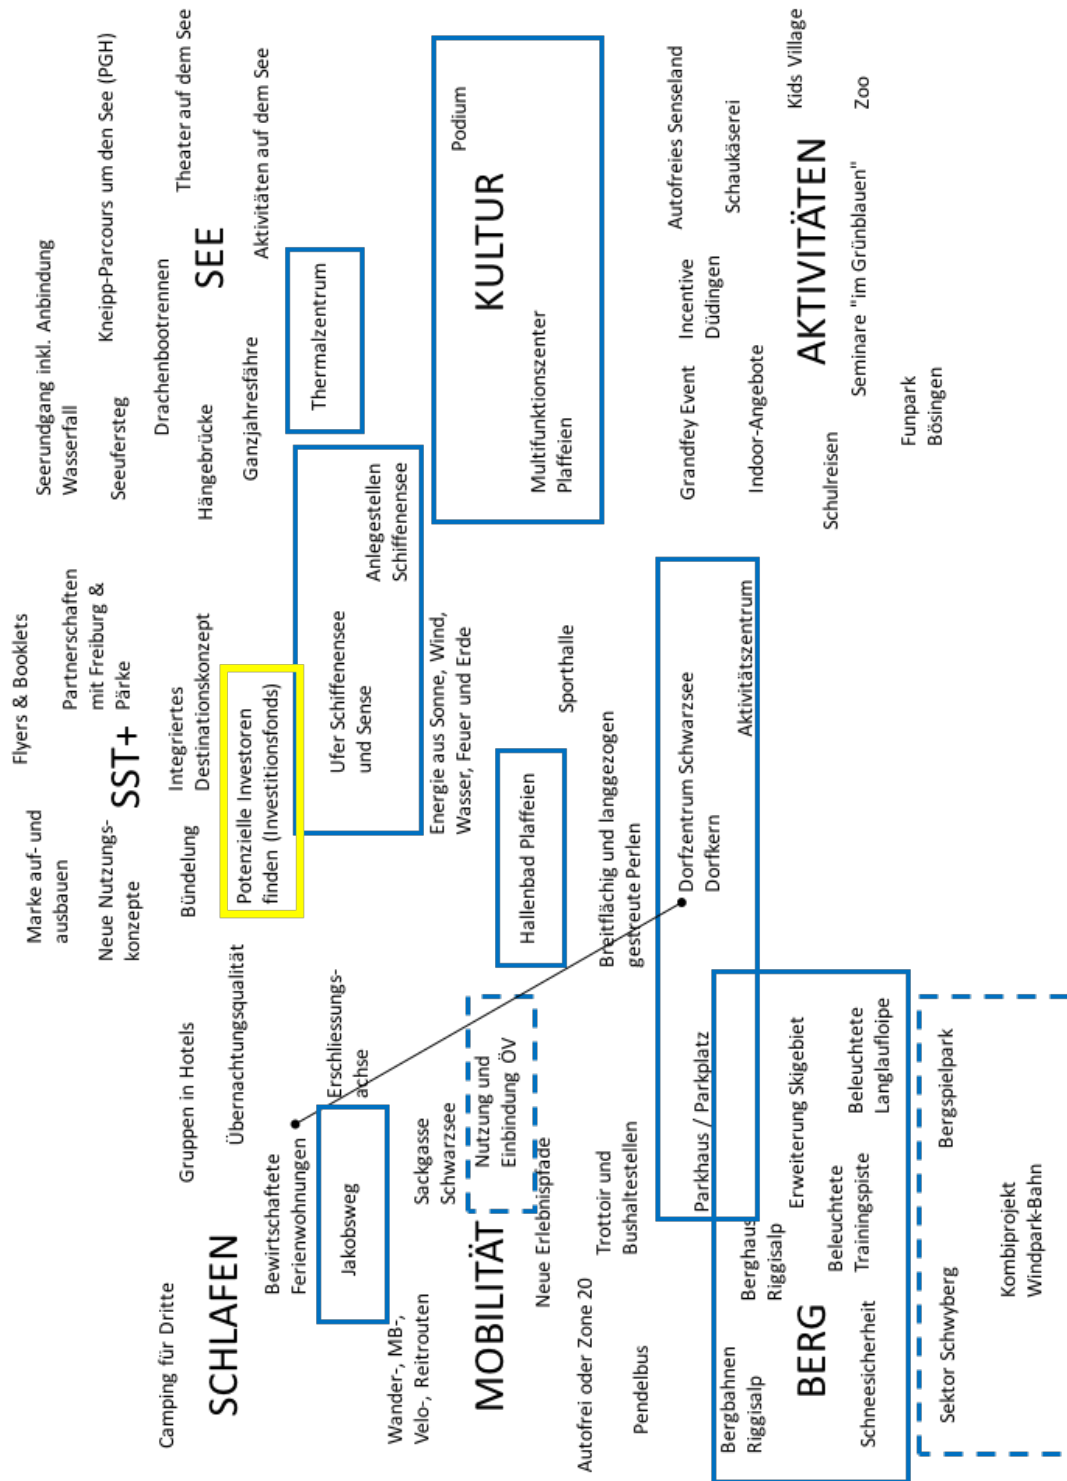 Camping für Dritte
SCHLAFEN
Gruppen in Hotels
Übernachtungsqualität
Bewirtschaftete
Ferienwohnungen
Jakobsweg
Erschliessungs-
achse
Marke auf- und
ausbauen
Flyers & Booklets
Neue Nutzungs-
konzepte
SST+
Partnerschaften
mit Freiburg &
Pärke
Bündelung
Integriertes
Destinationskonzept
Potenzielle Investoren
finden (Investitionsfonds)
Ufer Schiffenensee
und Sense
Anlegestellen
Schiffenensee
Energie aus Sonne, Wind,
Wasser, Feuer und Erde
Seerundgang inkl. Anbindung
Wasserfall
Seeufersteg
Kneipp-Parcours um den See (PGH)
Drachenbootrennen
Theater auf dem See
Hängebrücke
SEE
Ganzjahresfähre
Aktivitäten auf dem See
Thermalzentrum
Wander-, MB-,
Velo-, Reitrouten
Sackgasse
Schwarzsee
MOBILITÄT
Nutzung und
Einbindung ÖV
Neue Erlebnispfade
Autofrei oder Zone 20
Trottoir und
Bushaltestellen
Pendelbus
Hallenbad Plaffeien
Sporthalle
Breitflächig und langgezogen
gestreute Perlen
KULTUR
Podium
Multifunktionszenter
Plaffeien
Parkhaus / Parkplatz
Dorfzentrum Schwarzsee
Dorfkern
Aktivitätszentrum
Bergbahnen
Riggisalp
Berghaus
Riggisalp
BERG
Erweiterung Skigebiet
Beleuchtete
Trainingspiste
Schneesicherheit
Beleuchtete
Langlaufloipe
Sektor Schwyberg
Bergspielpark
Kombiprojekt
Windpark-Bahn
Grandfey Event
Incentive
Düdingen
Autofreies Senseland
Indoor-Angebote
Schaukäserei
Schulreisen
AKTIVITÄTEN
Kids Village
Seminare "im Grünblauen"
Zoo
Funpark
Bösingen